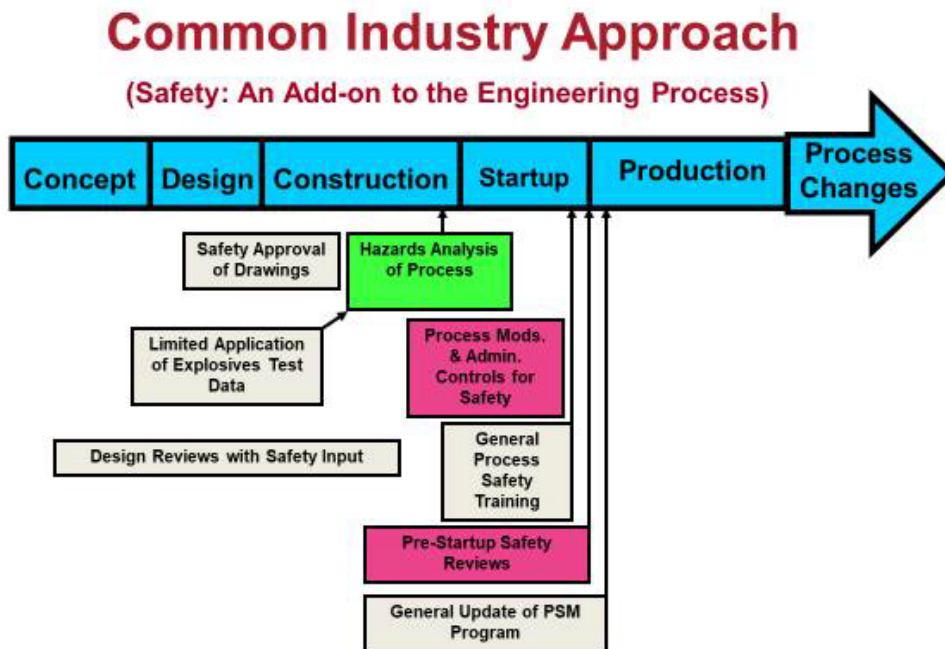 Common Industry Approach
(Safety: An Add-on to the Engineering Process)
Concept
Design
Construction
Startup
Production
Process
Changes
Safety Approval
of Drawings
Hazards Analysis
of Process
Limited Application
of Explosives Test
Data
Process Mods.
& Admin.
Controls for
Safety
Design Reviews with Safety Input
General
Process
Safety
Training
Pre-Startup Safety
Reviews
General Update of PSM
Program